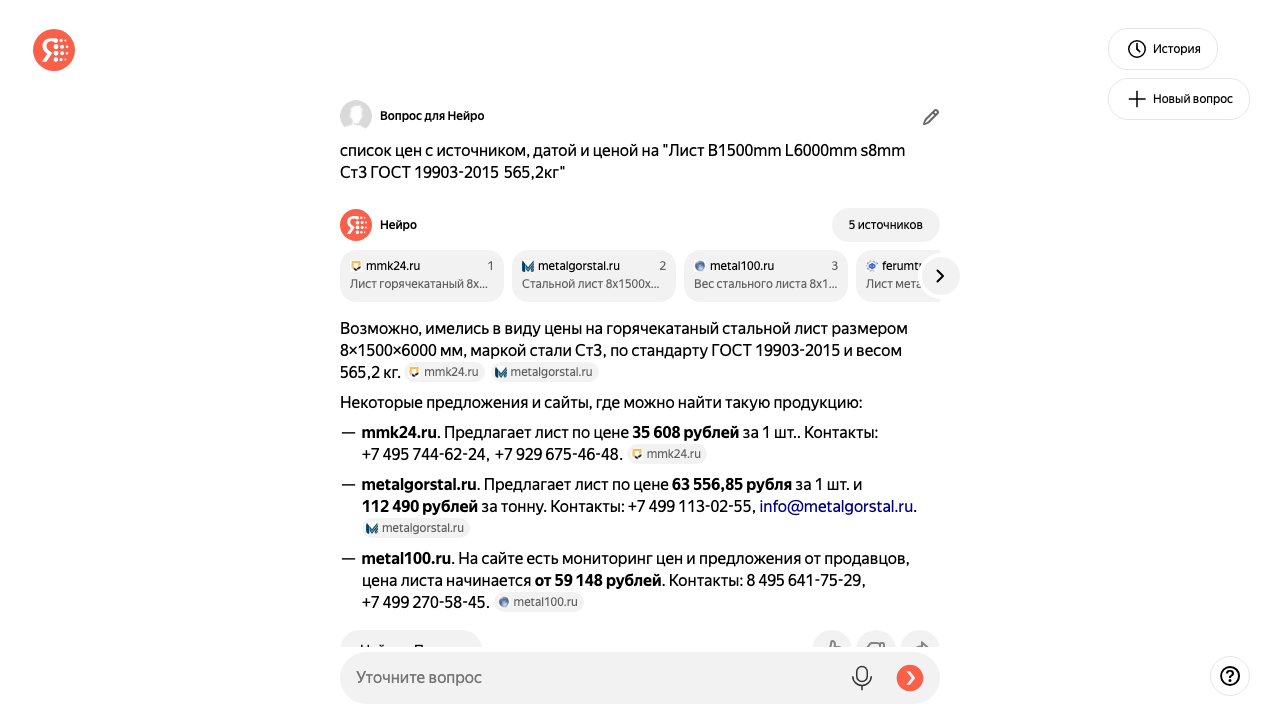 История
Новый вопрос
Вопрос для Нейро
список цен с источником, датой и ценой на "Лист B1500mm L6000mm s8mm
Ст3 ГОСТ 19903-2015 565,2кг"
Нейро
5 источников
mmk24.ru 1
Лист горячекатаный 8х...
metalgorstal.ru 2
Стальной лист 8х1500х...
metal100.ru 3
Вес стального листа 8х1...
ferumt
Лист мета
Возможно, имелись в виду цены на горячекатаный стальной лист размером
8×1500×6000 мм, маркой стали Ст3, по стандарту ГОСТ 19903-2015 и весом
565,2 кг. mmk24.ru metalgorstal.ru
Некоторые предложения и сайты, где можно найти такую продукцию:
— mmk24.ru. Предлагает лист по цене 35 608 рублей за 1 шт.. Контакты:
+7 495 744-62-24, +7 929 675-46-48. mmk24.ru
— metalgorstal.ru. Предлагает лист по цене 63 556,85 рубля за 1 шт. и
112 490 рублей за тонну. Контакты: +7 499 113-02-55, info@metalgorstal.ru.
metalgorstal.ru
— metal100.ru. На сайте есть мониторинг цен и предложения от продавцов,
цена листа начинается от 59 148 рублей. Контакты: 8 495 641-75-29,
+7 499 270-58-45. metal100.ru
Уточните вопрос